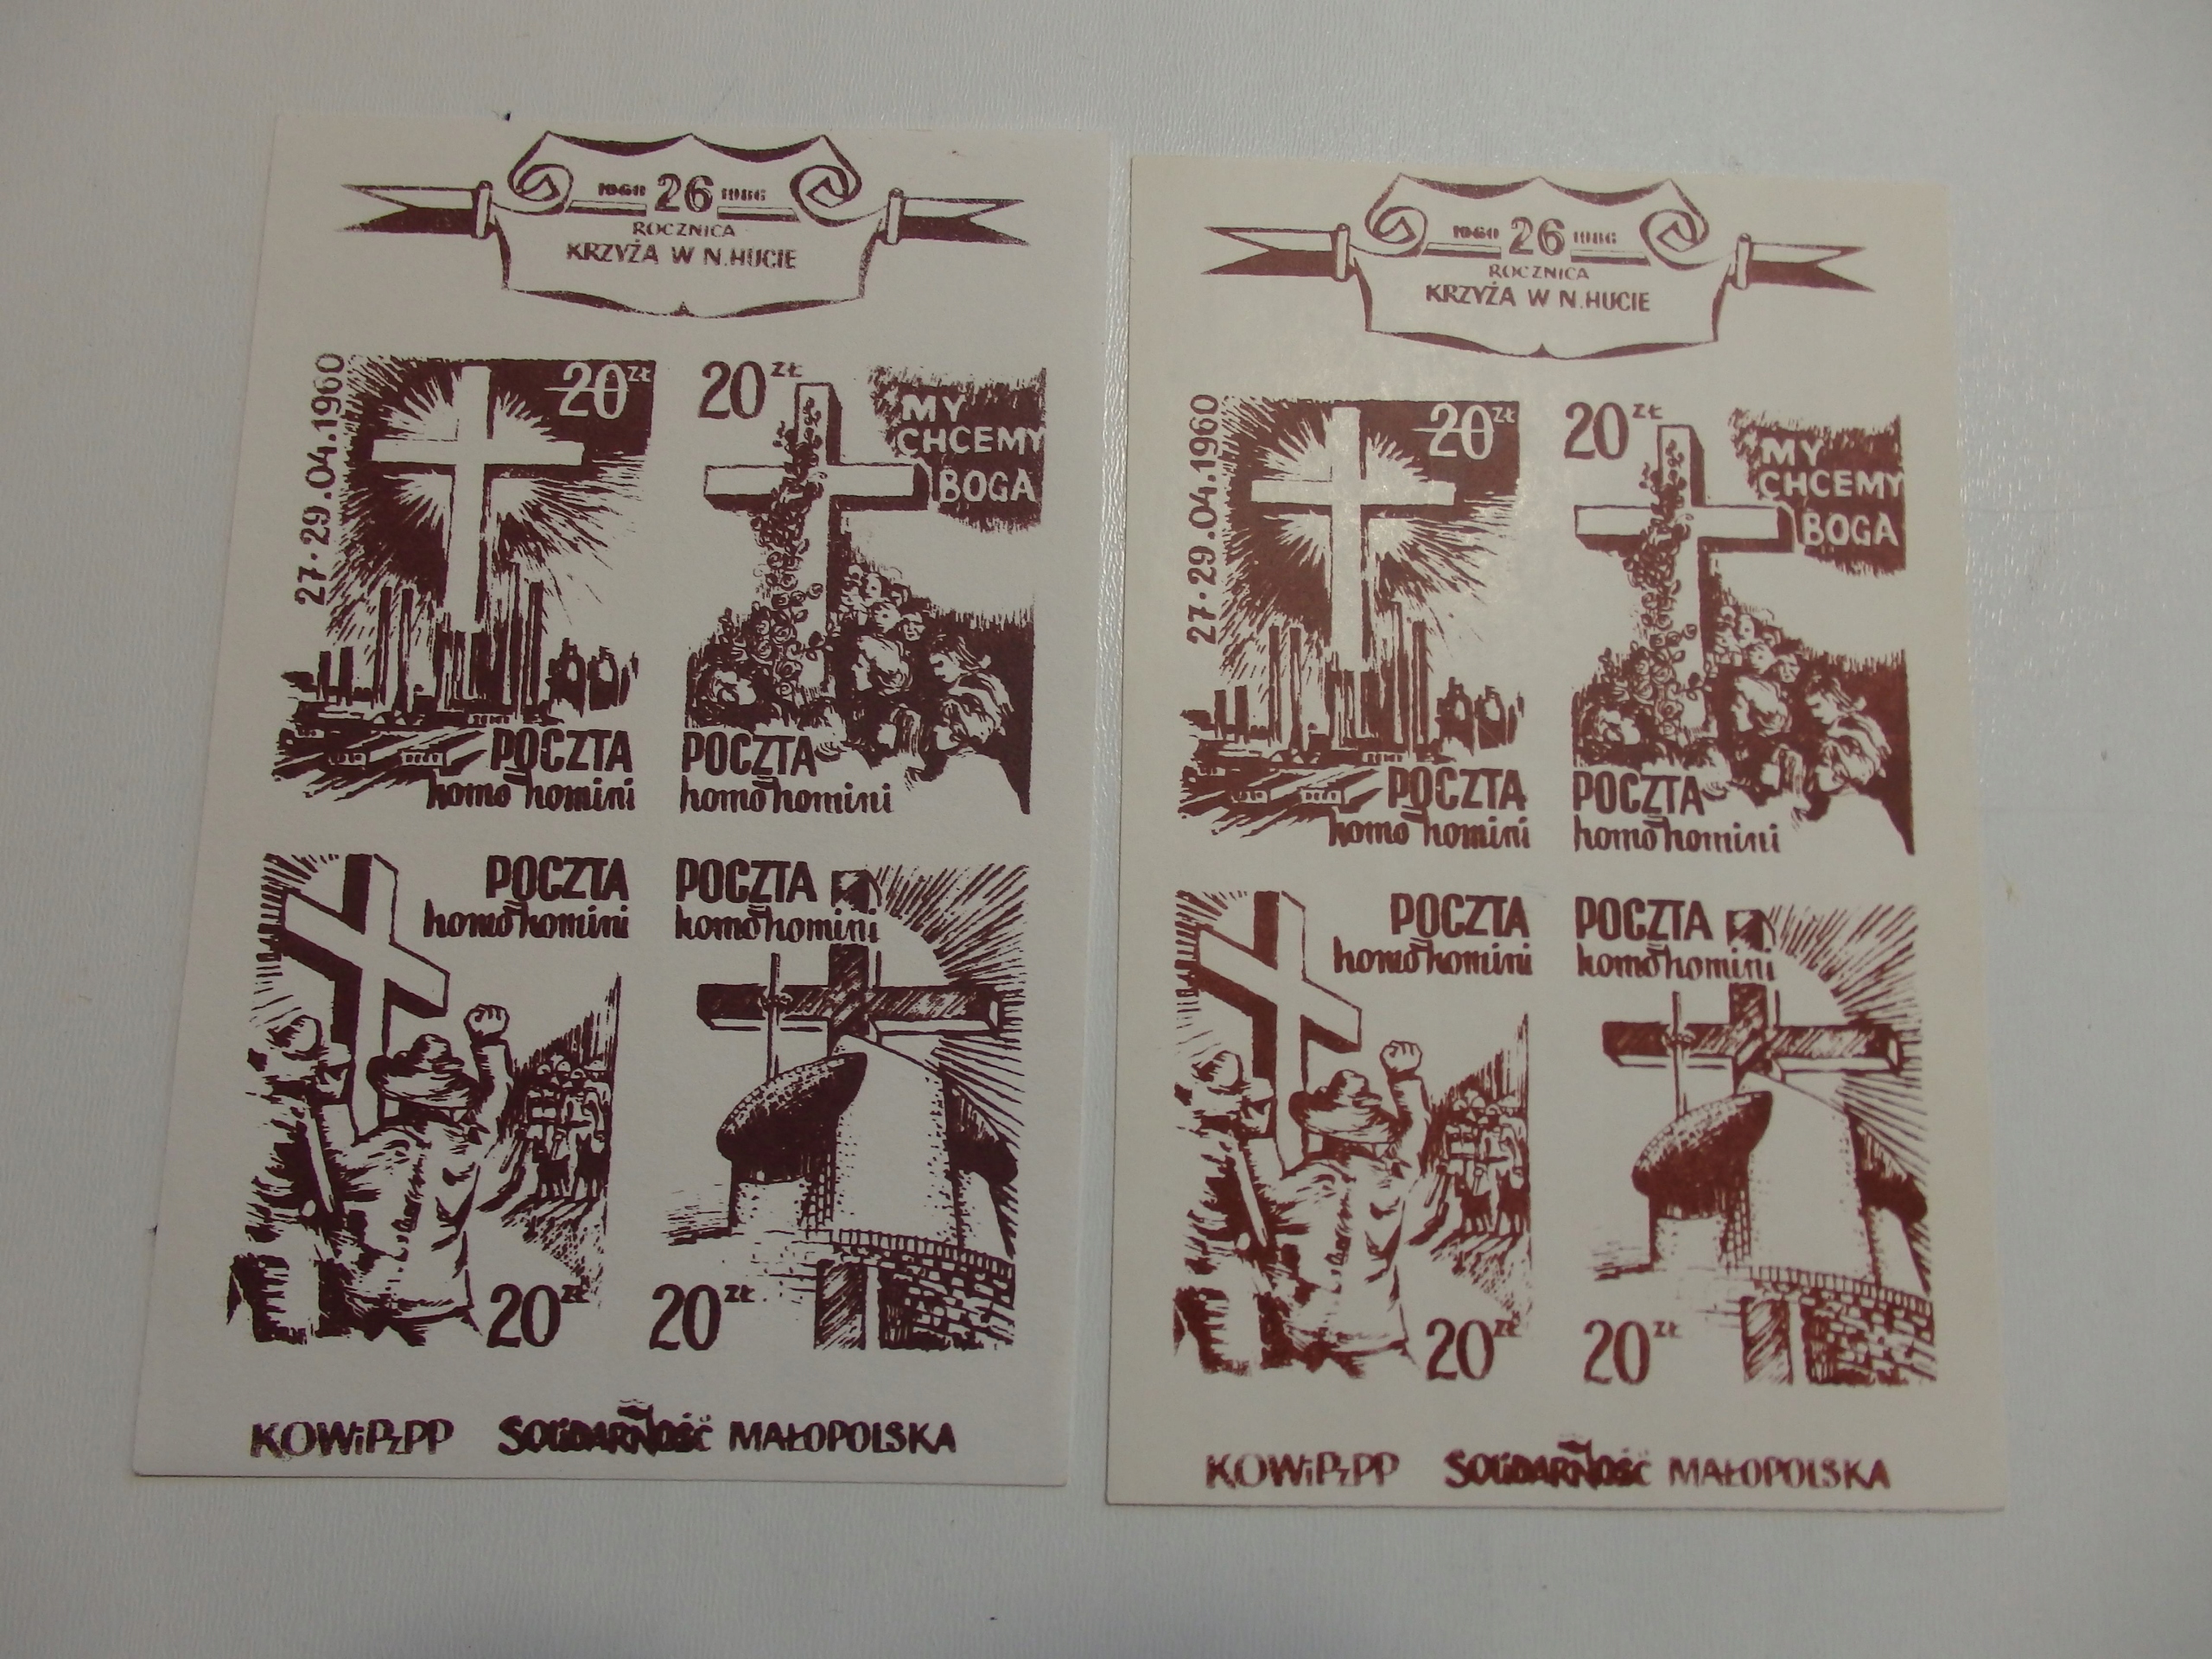 1960 26 1986
ROCZNICA
KRZYŻA W N.HUCIE
27·29.04.1960
20 ZŁ
POCZTA
homo homini
20 ZŁ
MY
CHCEMY
BOGA
POCZTA
homo homini
POCZTA
homo homini
20 ZŁ
POCZTA
homo homini
20 ZŁ
KOWiPzPP SOLIDARNOŚĆ MAŁOPOLSKA
1960 26 1986
ROCZNICA
KRZYŻA W N.HUCIE
27·29.04.1960
20 ZŁ
POCZTA
homo homini
20 ZŁ
MY
CHCEMY
BOGA
POCZTA
homo homini
POCZTA
homo homini
20 ZŁ
POCZTA
homo homini
20 ZŁ
KOWiPzPP SOLIDARNOŚĆ MAŁOPOLSKA